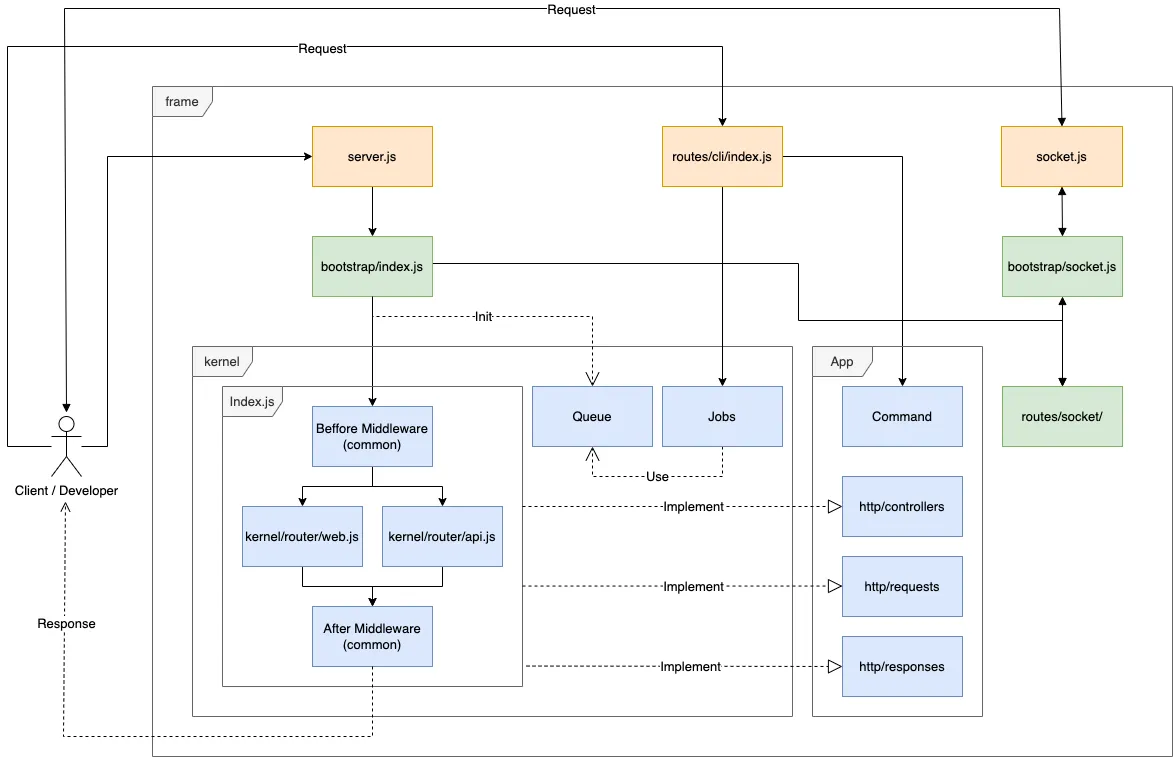 Request
Request
frame
server.js
routes/cli/index.js
socket.js
bootstrap/index.js
bootstrap/socket.js
Init
kernel
App
Index.js
Beffore Middleware
(common)
Queue
Jobs
Command
routes/socket/
Client / Developer
Use
Implement
http/controllers
kernel/router/web.js
kernel/router/api.js
Implement
http/requests
Response
After Middleware
(common)
Implement
http/responses